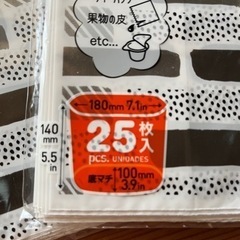 果物の皮
etc...
180mm 7.1in
25枚入
pcs. UNIDADES
140mm
5.5in
底マチ
100mm
3.9in